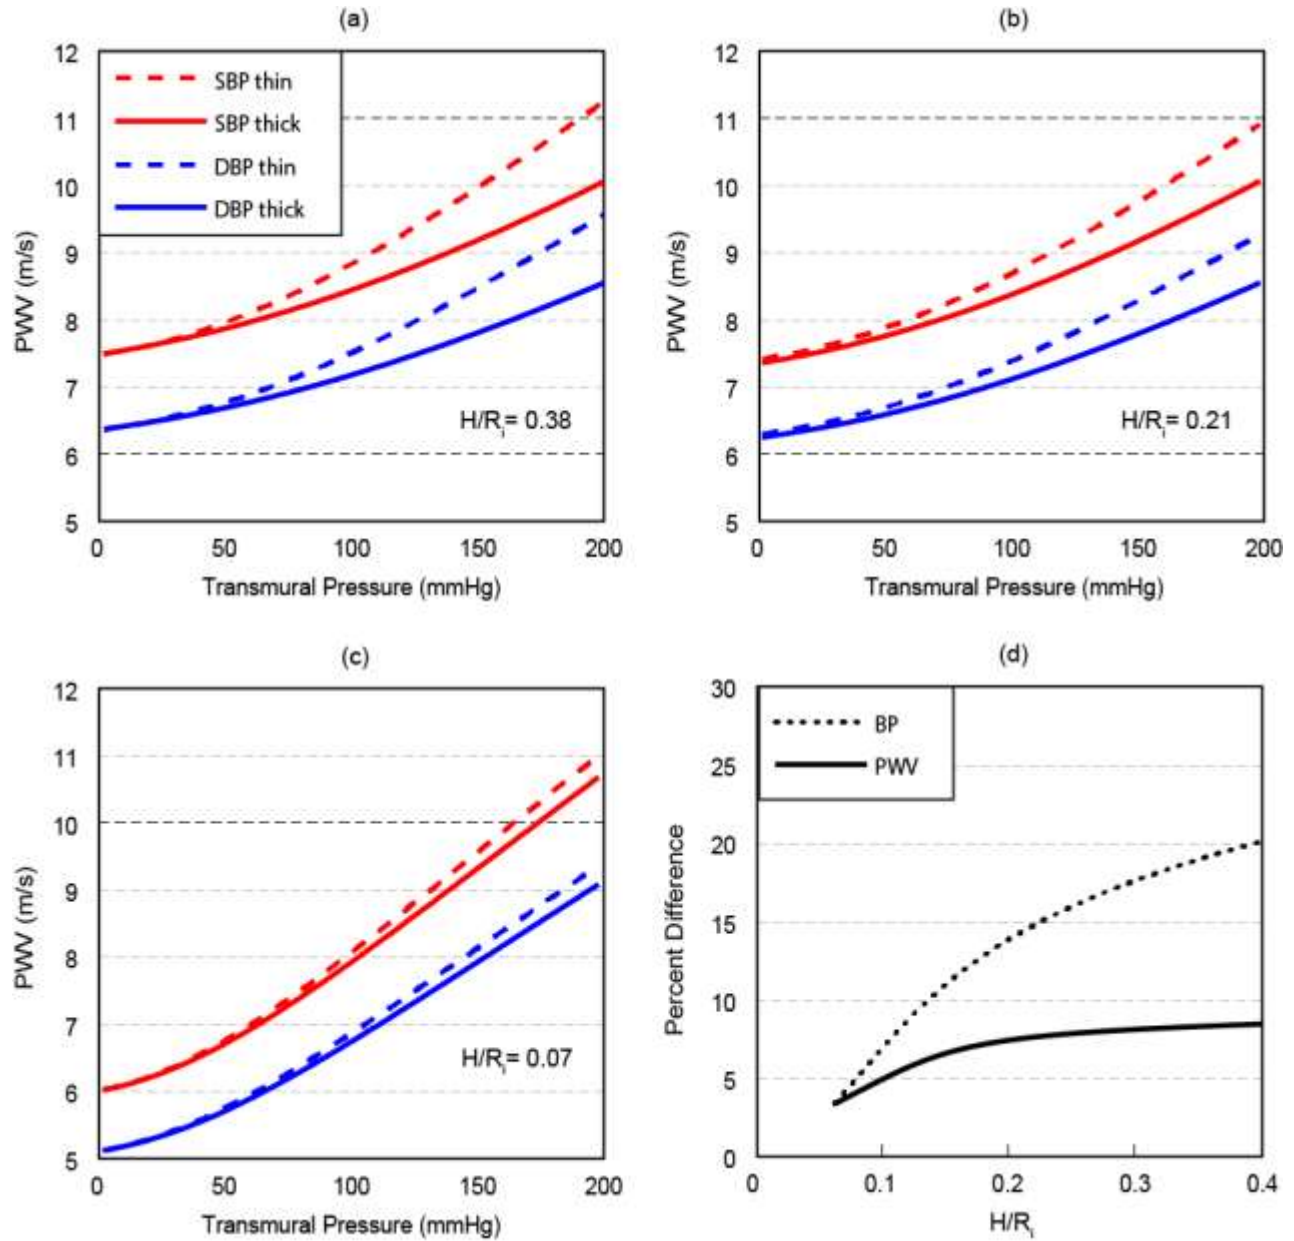 (a)
12
11
10
9
8
7
6
5
PWV (m/s)
SBP thin
SBP thick
DBP thin
DBP thick
H/Ri= 0.38
0 50 100 150 200
Transmural Pressure (mmHg)
(b)
12
11
10
9
8
7
6
5
PWV (m/s)
H/Ri= 0.21
0 50 100 150 200
Transmural Pressure (mmHg)
(c)
12
11
10
9
8
7
6
5
PWV (m/s)
H/Ri= 0.07
0 50 100 150 200
Transmural Pressure (mmHg)
(d)
30
25
20
15
10
5
0
Percent Difference
BP
PWV
0 0.1 0.2 0.3 0.4
H/Ri